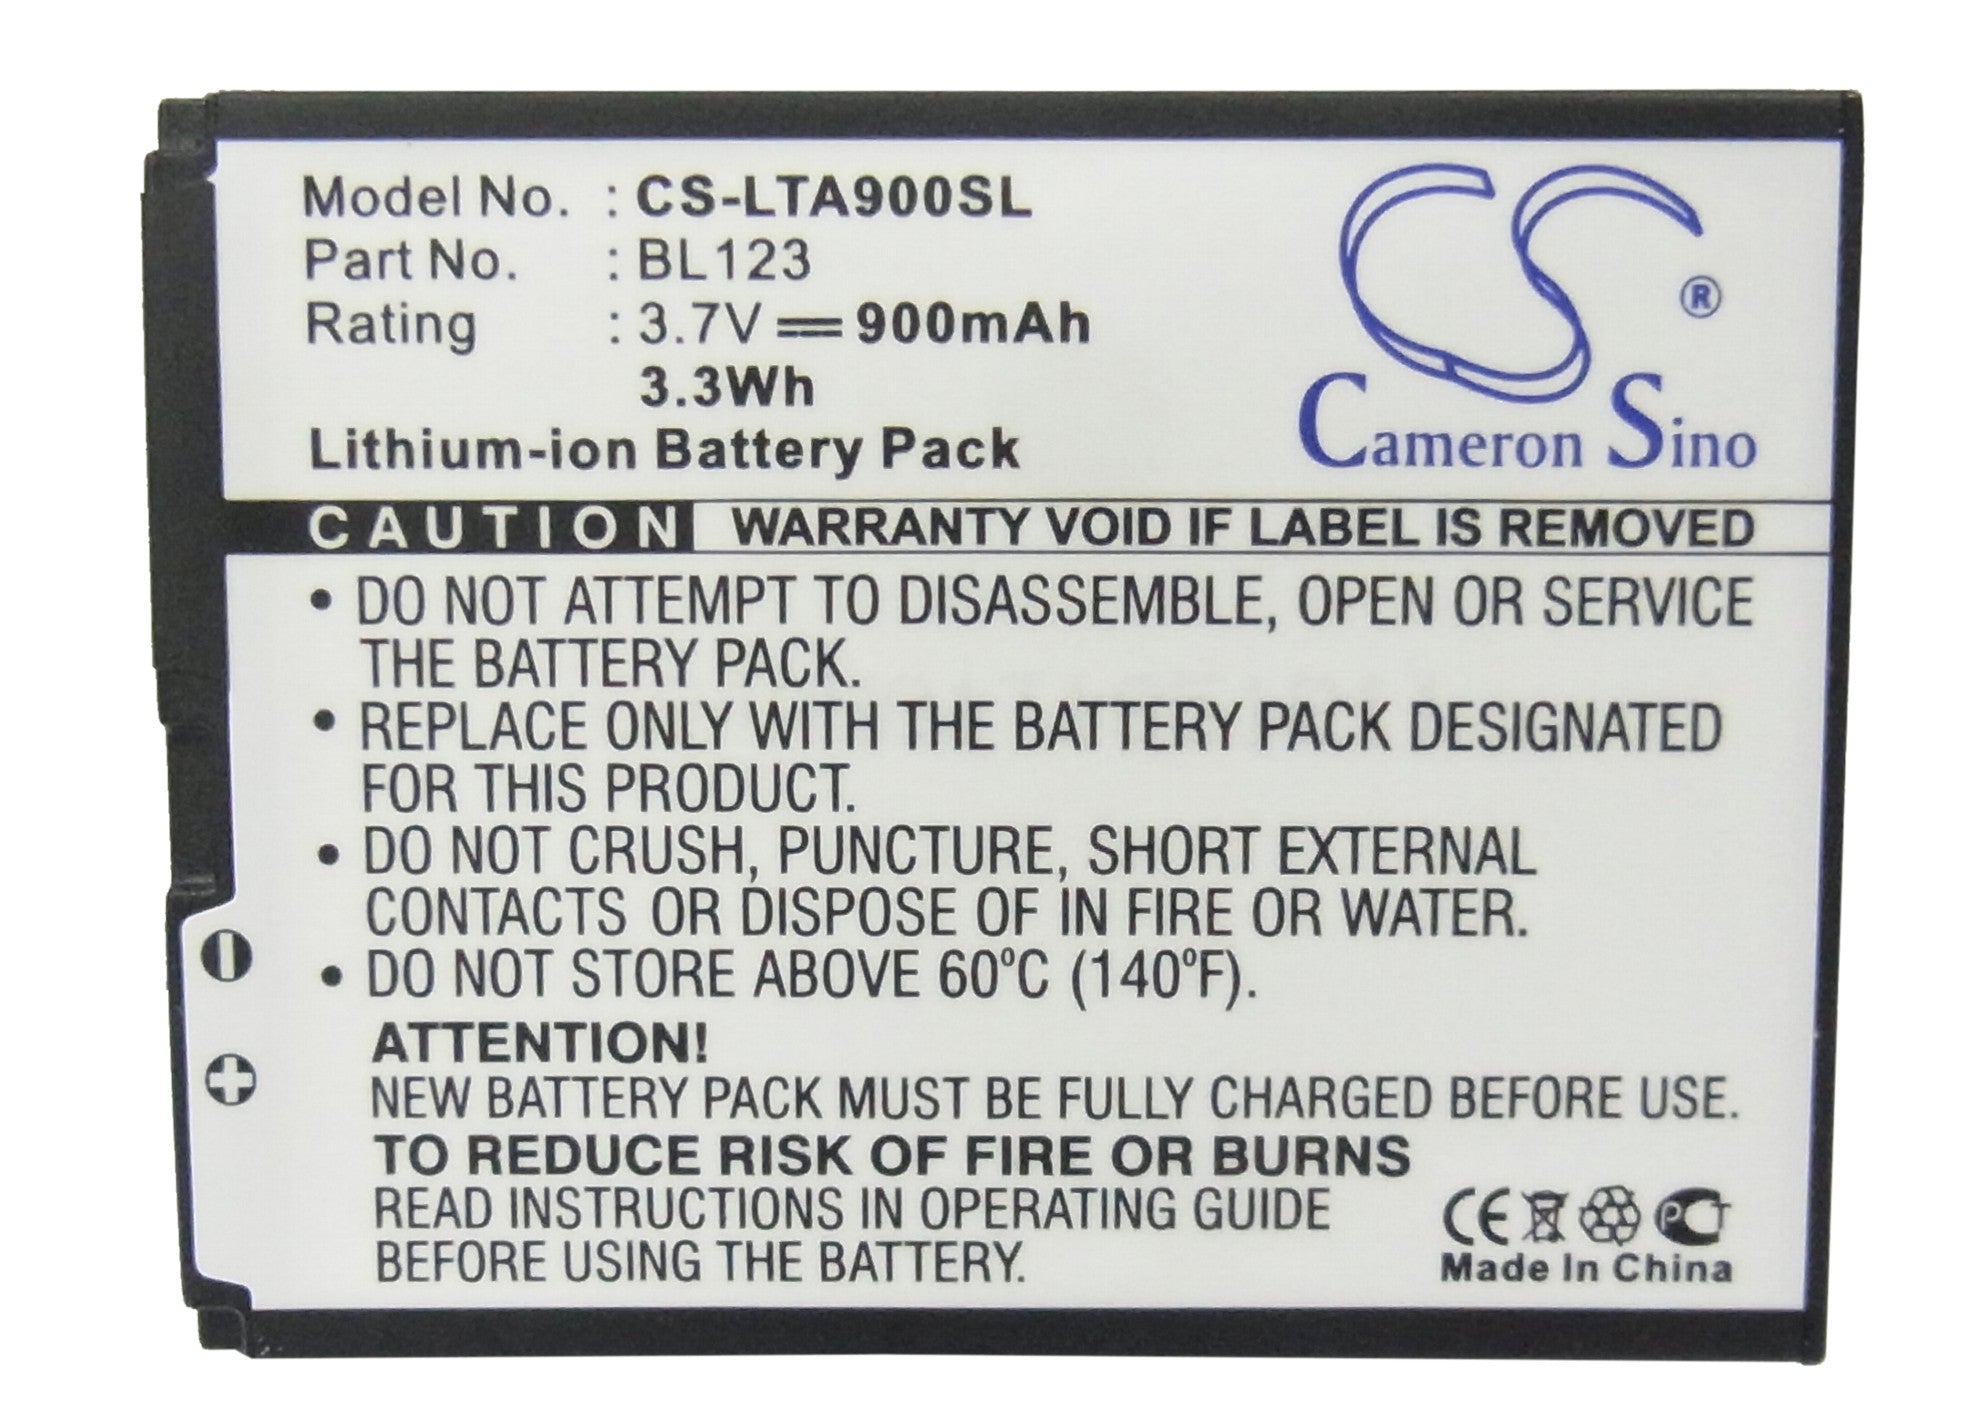 Model No. : CS-LTA900SL
Part No. : BL123
Rating : 3.7V 900mAh
3.3Wh
Lithium-ion Battery Pack
CS ®
Cameron Sino
CAUTION WARRANTY VOID IF LABEL IS REMOVED
• DO NOT ATTEMPT TO DISASSEMBLE, OPEN OR SERVICE
THE BATTERY PACK.
• REPLACE ONLY WITH THE BATTERY PACK DESIGNATED
FOR THIS PRODUCT.
• DO NOT CRUSH, PUNCTURE, SHORT EXTERNAL
CONTACTS OR DISPOSE OF IN FIRE OR WATER.
• DO NOT STORE ABOVE 60°C (140°F).
ATTENTION!
NEW BATTERY PACK MUST BE FULLY CHARGED BEFORE USE.
TO REDUCE RISK OF FIRE OR BURNS
READ INSTRUCTIONS IN OPERATING GUIDE
BEFORE USING THE BATTERY.
CE PCT
Made In China